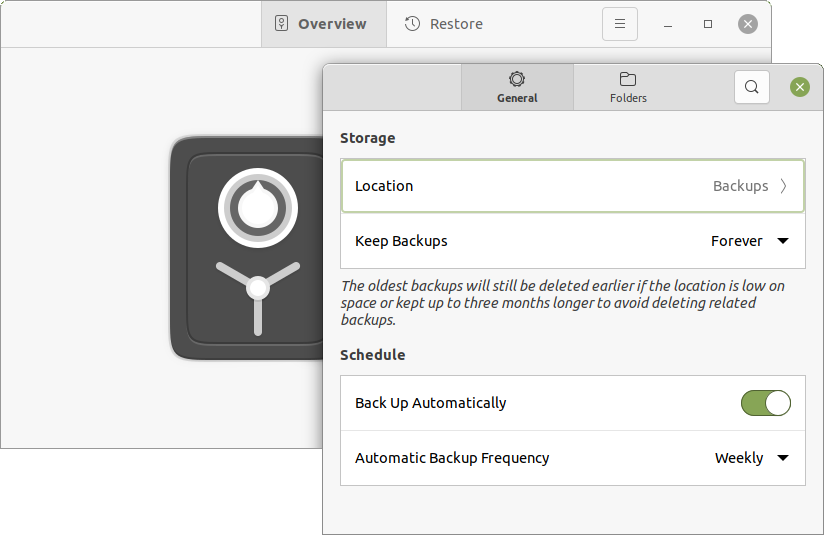 Overview
Restore
General
Folders
Storage
Location
Backups
Keep Backups
Forever
The oldest backups will still be deleted earlier if the location is low on
space or kept up to three months longer to avoid deleting related
backups.
Schedule
Back Up Automatically
Automatic Backup Frequency
Weekly